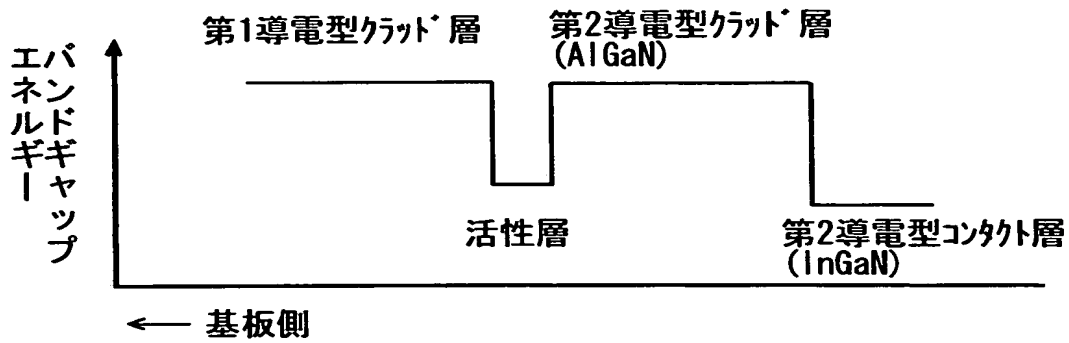 バンドギャップ
エネルギー
第1導電型ｸﾗｯﾄﾞ層
第2導電型ｸﾗｯﾄﾞ層
(AlGaN)
活性層
第2導電型ｺﾝﾀｸﾄ層
(InGaN)
← 基板側